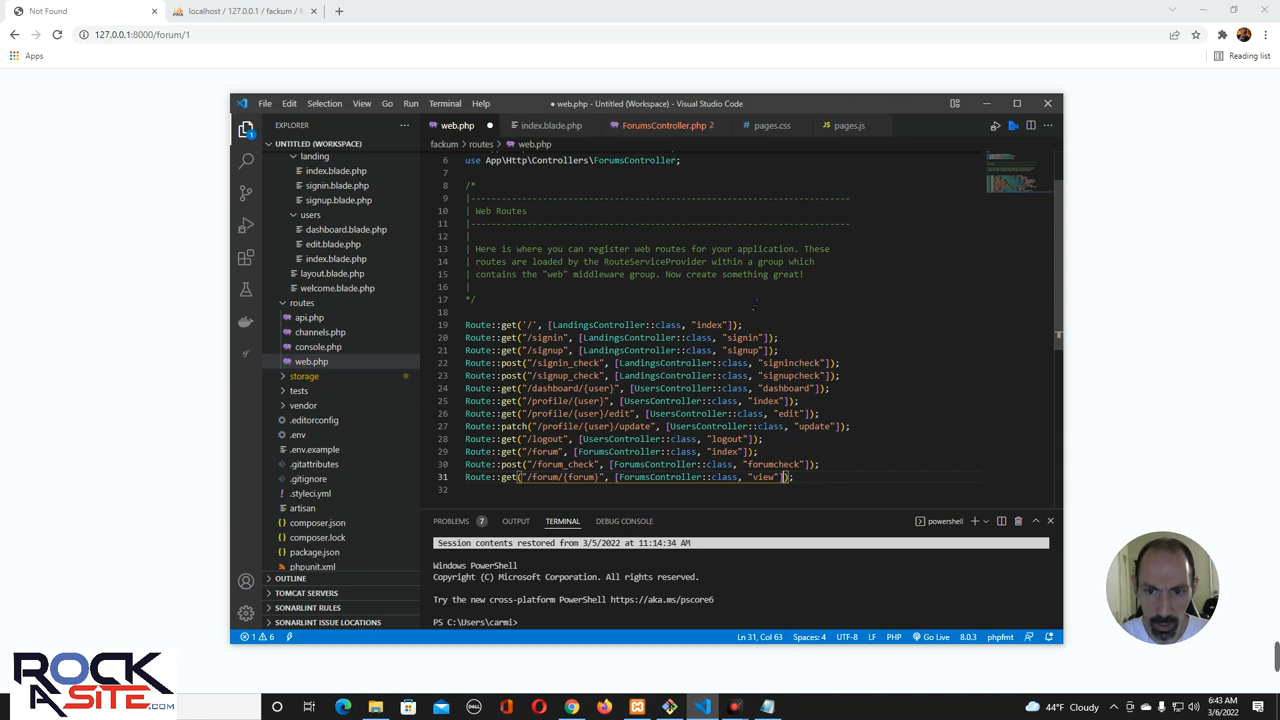 Not Found
localhost / 127.0.0.1 / fackum / f
127.0.0.1:8000/forum/1
Apps
Reading list
File Edit Selection View Go Run Terminal Help
● web.php - Untitled (Workspace) - Visual Studio Code
EXPLORER
web.php
index.blade.php
ForumsController.php 2
pages.css
pages.js
UNTITLED (WORKSPACE)
fackum > routes > web.php
landing
index.blade.php
signin.blade.php
signup.blade.php
users
dashboard.blade.php
edit.blade.php
index.blade.php
layout.blade.php
welcome.blade.php
routes
api.php
channels.php
console.php
web.php
storage
tests
vendor
.editorconfig
.env
.env.example
.gitattributes
.gitignore
.styleci.yml
artisan
composer.json
composer.lock
package.json
phpunit.xml
OUTLINE
TOMCAT SERVERS
SONARLINT RULES
SONARLINT ISSUE LOCATIONS
6 use App\Http\Controllers\ForumsController;
7
8 /*
9 |--------------------------------------------------------------------------
10 | Web Routes
11 |--------------------------------------------------------------------------
12 |
13 | Here is where you can register web routes for your application. These
14 | routes are loaded by the RouteServiceProvider within a group which
15 | contains the "web" middleware group. Now create something great!
16 |
17 */
18
19 Route::get('/', [LandingsController::class, "index"]);
20 Route::get("/signin", [LandingsController::class, "signin"]);
21 Route::get("/signup", [LandingsController::class, "signup"]);
22 Route::post("/signin_check", [LandingsController::class, "signincheck"]);
23 Route::post("/signup_check", [LandingsController::class, "signupcheck"]);
24 Route::get("/dashboard/{user}", [UsersController::class, "dashboard"]);
25 Route::get("/profile/{user}", [UsersController::class, "index"]);
26 Route::get("/profile/{user}/edit", [UsersController::class, "edit"]);
27 Route::patch("/profile/{user}/update", [UsersController::class, "update"]);
28 Route::get("/logout", [UsersController::class, "logout"]);
29 Route::get("/forum", [ForumsController::class, "index"]);
30 Route::post("/forum_check", [ForumsController::class, "forumcheck"]);
31 Route::get("/forum/{forum}", [ForumsController::class, "view"]);
32
PROBLEMS 7 OUTPUT TERMINAL DEBUG CONSOLE
powershell
Session contents restored from 3/5/2022 at 11:14:34 AM
Windows PowerShell
Copyright (C) Microsoft Corporation. All rights reserved.
Try the new cross-platform PowerShell https://aka.ms/pscore6
PS C:\Users\carmi>
1 6
Ln 31, Col 63 Spaces: 4 UTF-8 LF PHP Go Live 8.0.3 phpfmt
ROCK
A SITE.COM
DELL
44°F Cloudy
6:43 AM
3/6/2022